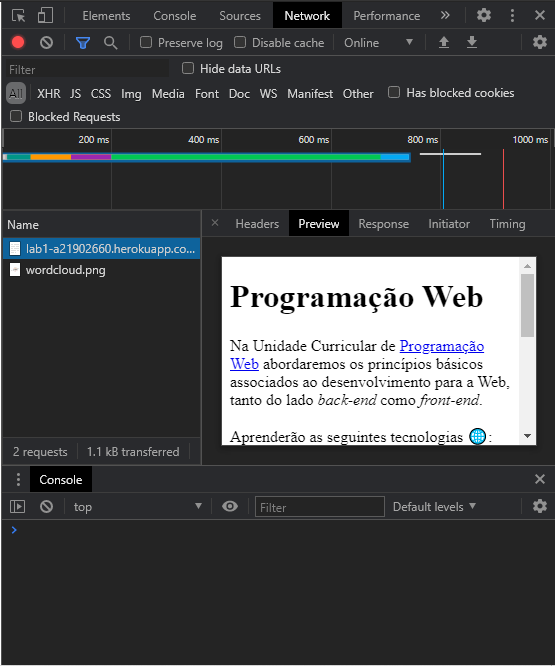 Elements Console Sources Network Performance »
Preserve log Disable cache Online
Filter Hide data URLs
All XHR JS CSS Img Media Font Doc WS Manifest Other Has blocked cookies
Blocked Requests
200 ms 400 ms 600 ms 800 ms 1000 ms
Name
lab1-a21902660.herokuapp.co...
wordcloud.png
2 requests 1.1 kB transferred
× Headers Preview Response Initiator Timing
Programação Web
Na Unidade Curricular de Programação
Web abordaremos os princípios básicos
associados ao desenvolvimento para a Web,
tanto do lado back-end como front-end.
Aprenderão as seguintes tecnologias 🌐:
Console
top Filter Default levels
>